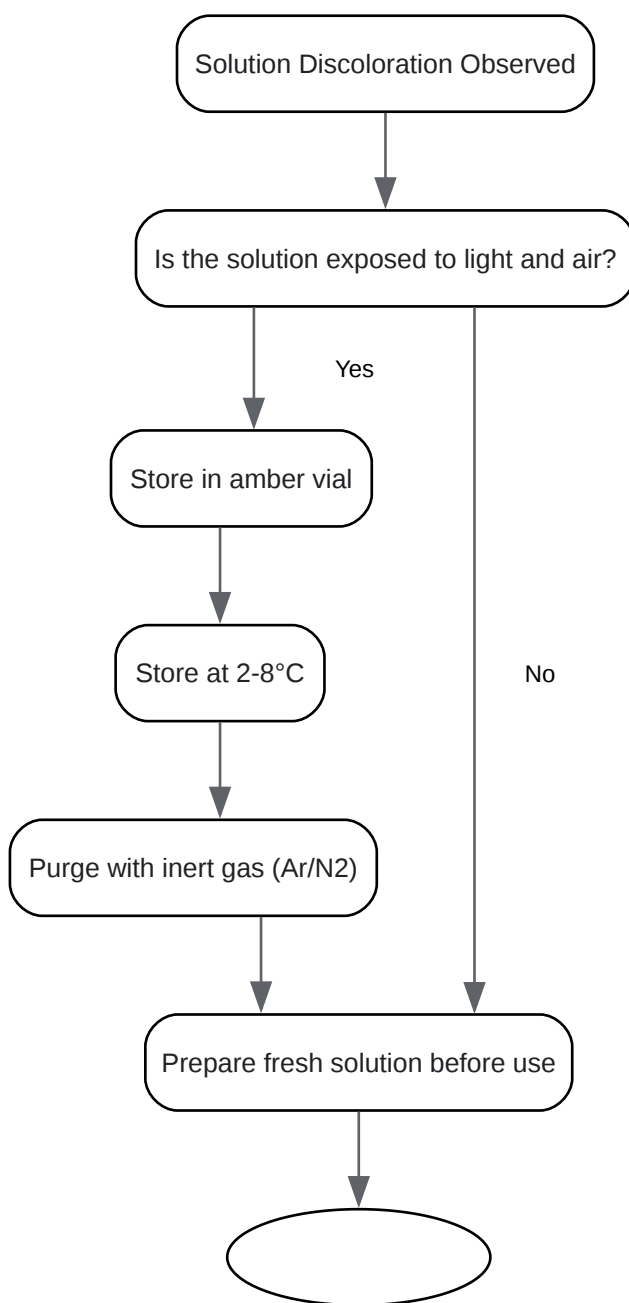 Solution Discoloration Observed
Is the solution exposed to light and air?
Yes
Store in amber vial
Store at 2-8°C
No
Purge with inert gas (Ar/N2)
Prepare fresh solution before use